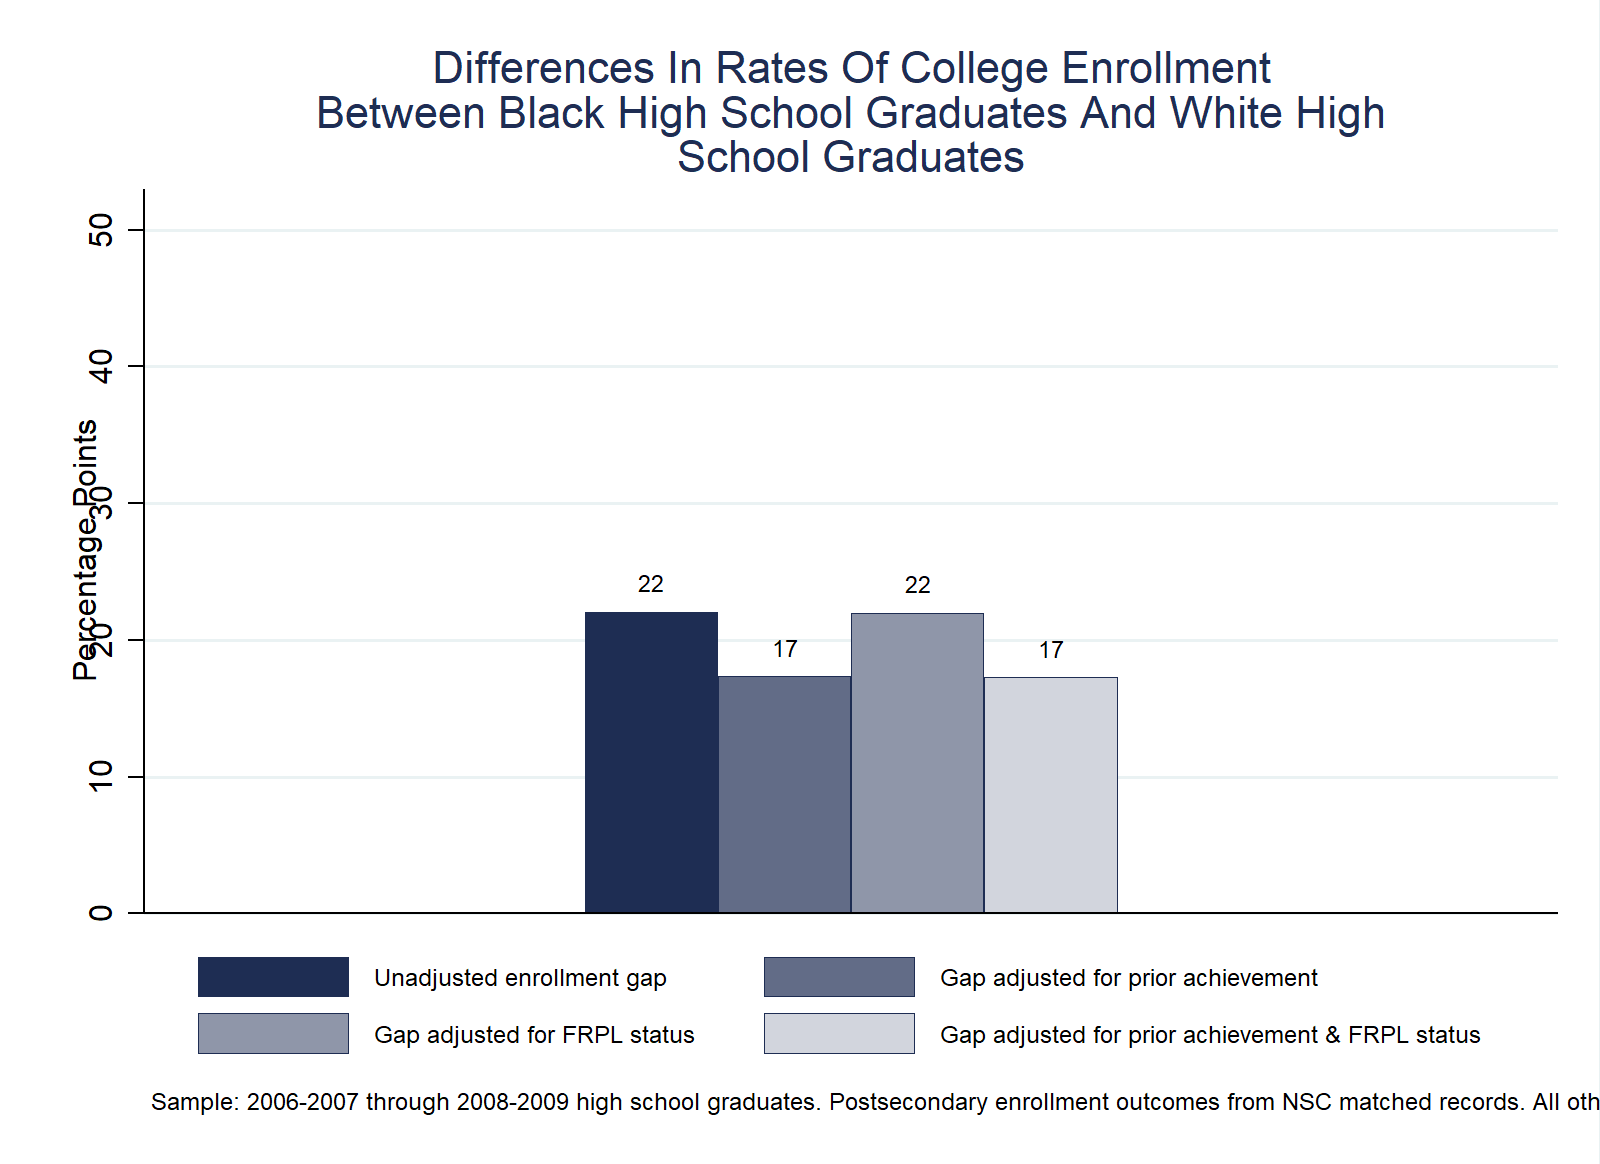 Differences In Rates Of College Enrollment
Between Black High School Graduates And White High
School Graduates
Percentage Points
50
40
30
20
10
0
22
17
22
17
Unadjusted enrollment gap
Gap adjusted for prior achievement
Gap adjusted for FRPL status
Gap adjusted for prior achievement & FRPL status
Sample: 2006-2007 through 2008-2009 high school graduates. Postsecondary enrollment outcomes from NSC matched records. All